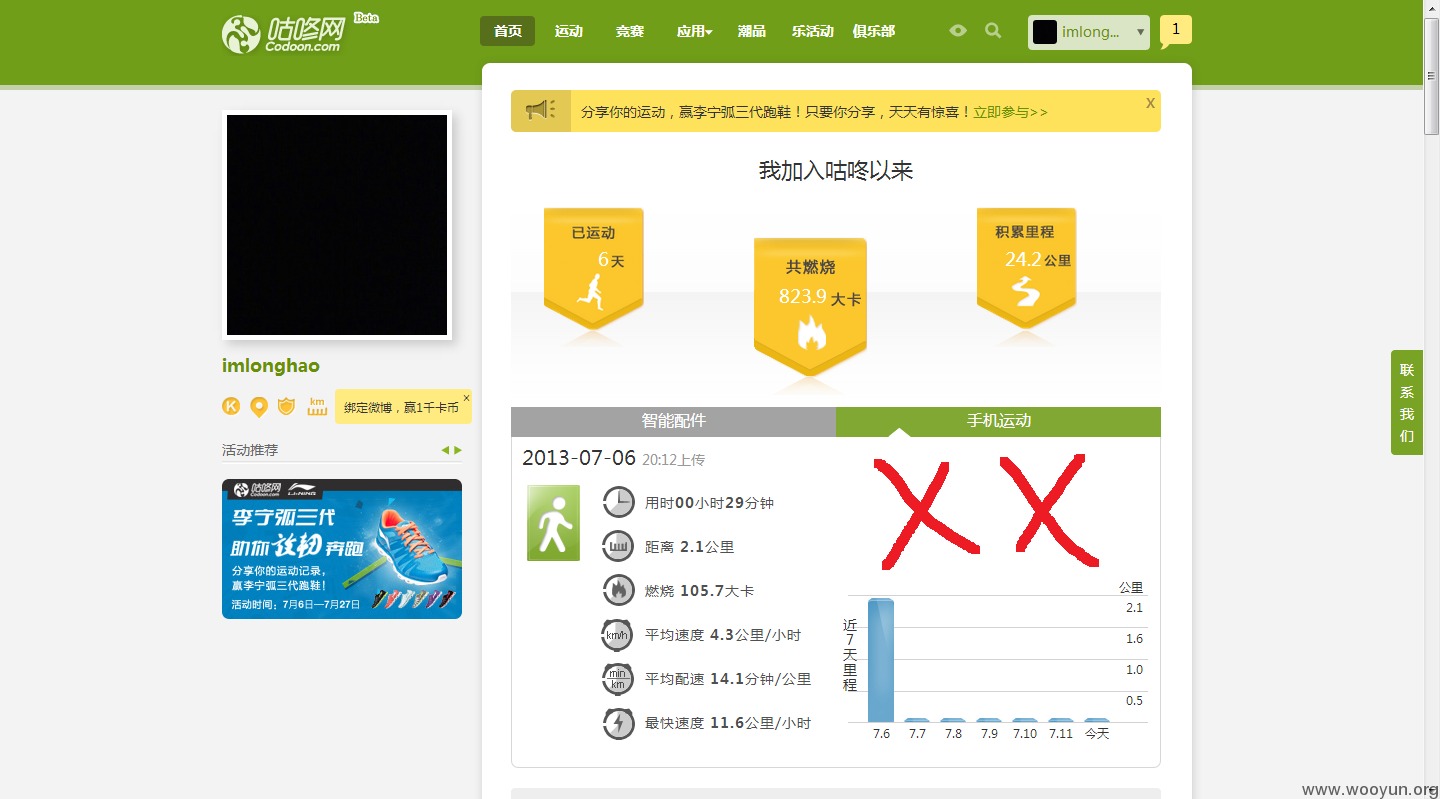 咕咚网 Beta
Codoon.com
首页 运动 竞赛 应用 潮品 乐活动 俱乐部
imlong...
1
分享你的运动，赢李宁弧三代跑鞋！只要你分享，天天有惊喜！立即参与>>
X
我加入咕咚以来
已运动
6天
共燃烧
823.9大卡
积累里程
24.2公里
imlonghao
K
km
绑定微博，赢1千卡币
x
活动推荐
咕咚网
Codoon.com
LI-NING
李宁弧三代
助你被韧奔跑
分享你的运动记录，
赢李宁弧三代跑鞋！
活动时间：7月6日—7月27日
联系我们
智能配件
手机运动
2013-07-06 20:12上传
用时00小时29分钟
距离 2.1公里
燃烧 105.7大卡
km/h
平均速度 4.3公里/小时
min
km
平均配速 14.1分钟/公里
最快速度 11.6公里/小时
近7天里程
公里
2.1
1.6
1.0
0.5
7.6 7.7 7.8 7.9 7.10 7.11 今天
www.wooyun.org